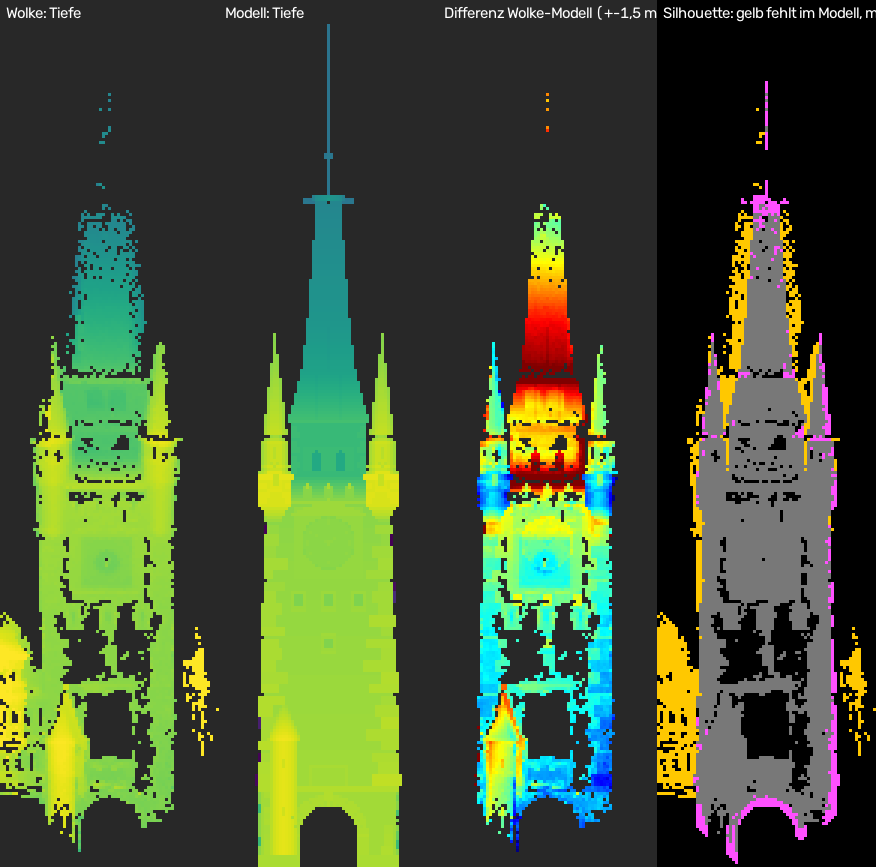 Wolke: Tiefe
Modell: Tiefe
Differenz Wolke-Modell (+-1,5 m
Silhouette: gelb fehlt im Modell, m